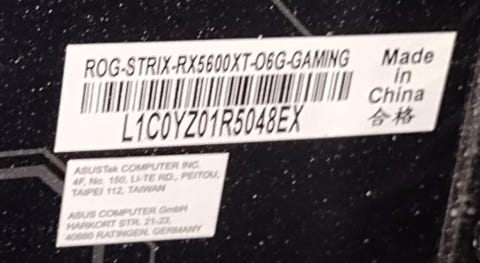 ROG-STRIX-RX5600XT-O6G-GAMING
L1C0YZ01R5048EX
Made
in
China
合格
ASUSTek COMPUTER INC.
4F, No. 150, LI-TE RD., PEITOU,
TAIPEI 112, TAIWAN
ASUS COMPUTER GmbH
HARKORT STR. 21-23,
40880 RATINGEN, GERMANY